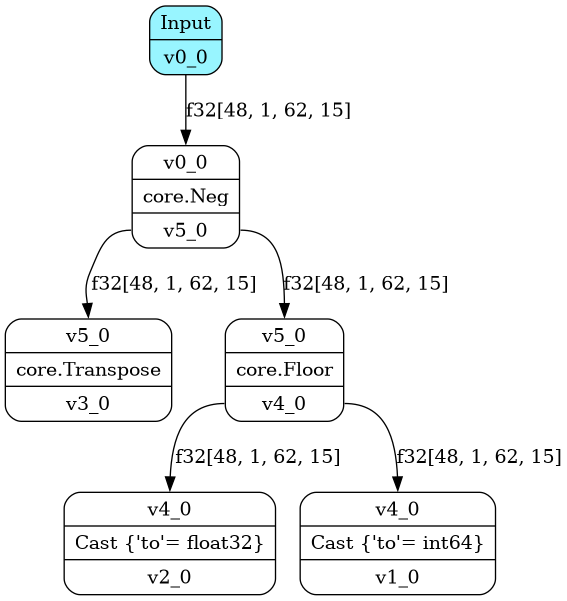 Input
v0_0
f32[48, 1, 62, 15]
v0_0
core.Neg
v5_0
f32[48, 1, 62, 15]
f32[48, 1, 62, 15]
v5_0
core.Transpose
v3_0
v5_0
core.Floor
v4_0
f32[48, 1, 62, 15]
f32[48, 1, 62, 15]
v4_0
Cast {'to'= float32}
v2_0
v4_0
Cast {'to'= int64}
v1_0